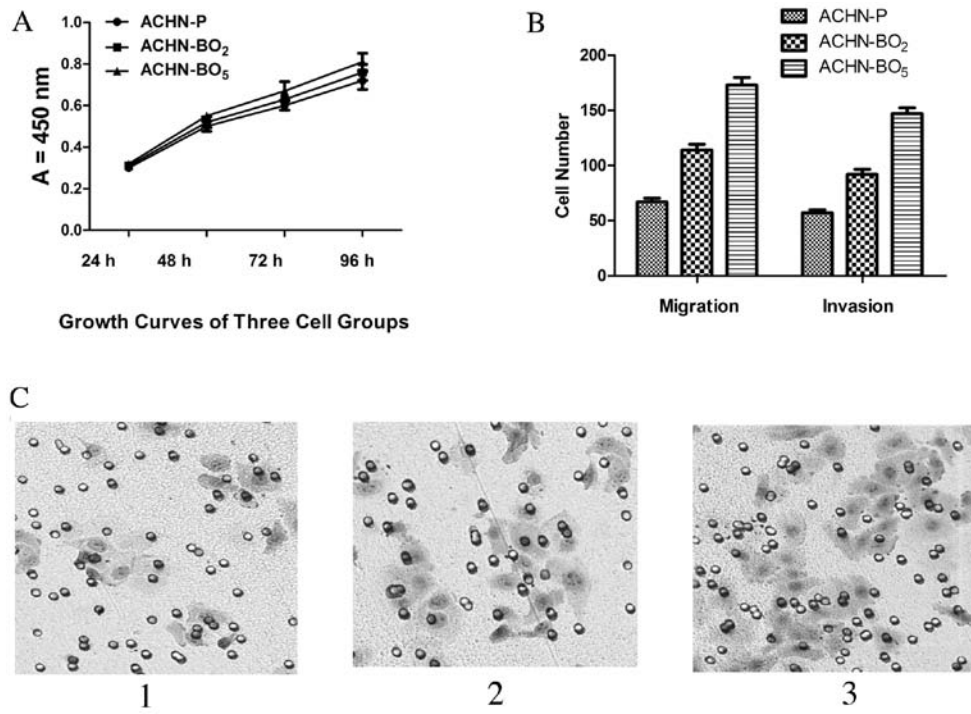 A
A = 450 nm
1.0
0.8
0.6
0.4
0.2
0.0
ACHN-P
ACHN-BO₂
ACHN-BO₅
24 h 48 h 72 h 96 h
Growth Curves of Three Cell Groups
B
ACHN-P
ACHN-BO₂
ACHN-BO₅
Cell Number
200
150
100
50
0
Migration Invasion
C
1 2 3